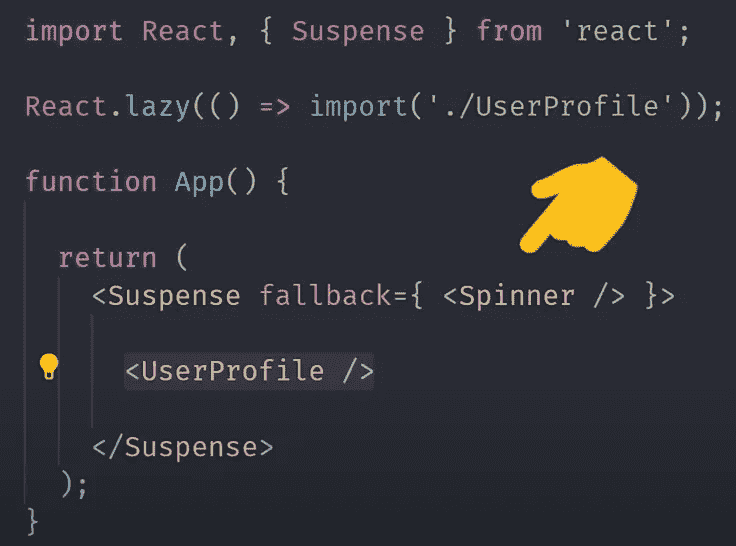 import React, { Suspense } from 'react';
React.lazy(() => import('./UserProfile'));
function App() {
return (
<Suspense fallback={ <Spinner /> }>
<UserProfile />
</Suspense>
);
}